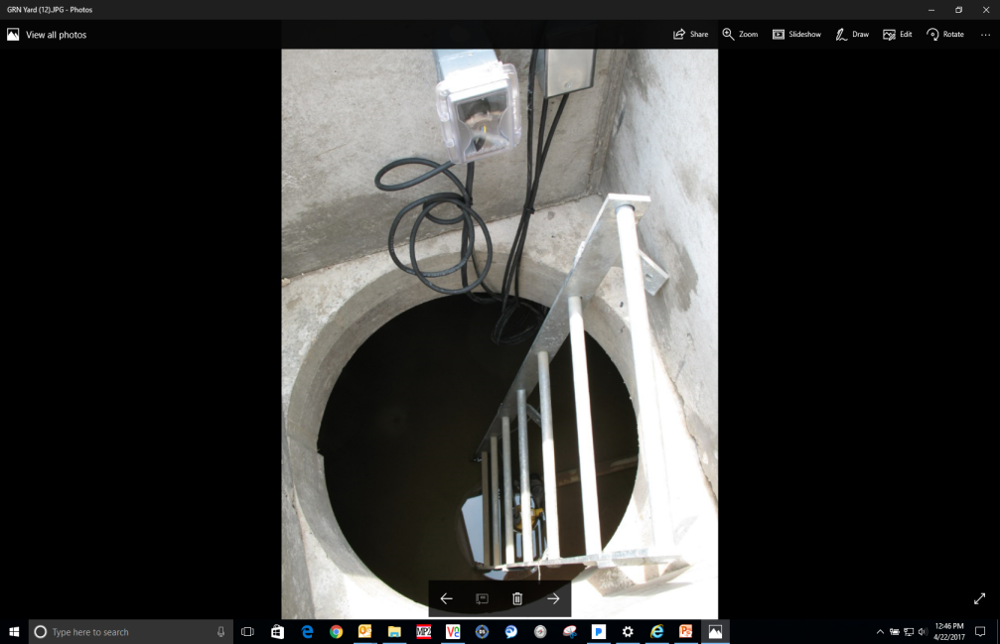 GRN Yard (12).JPG - Photos
View all photos
Share
Zoom
Slideshow
Draw
Edit
Rotate
Type here to search
12:46 PM
4/22/2017